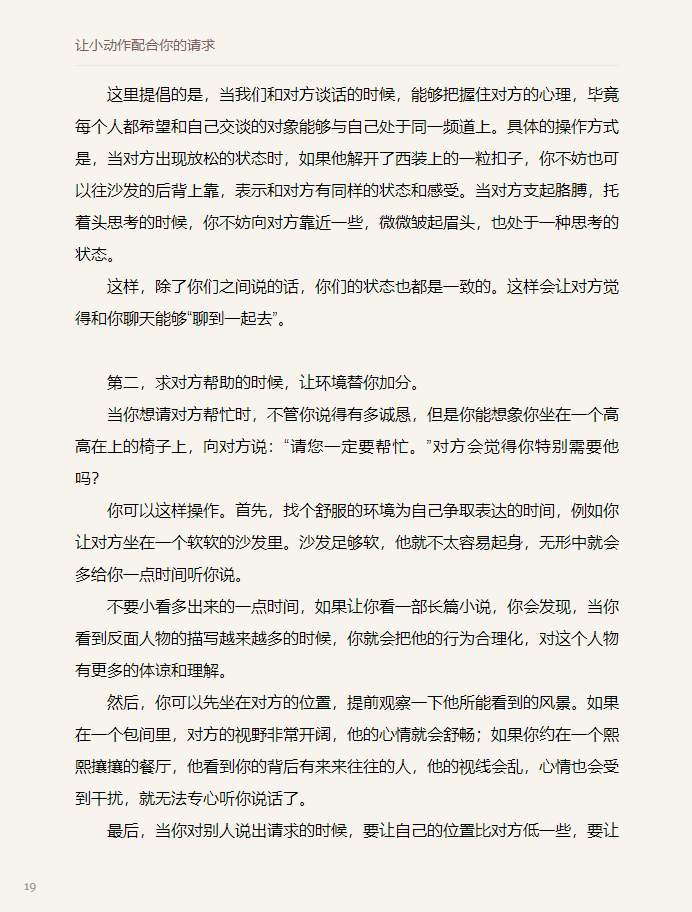 让小动作配合你的请求
这里提倡的是，当我们和对方谈话的时候，能够把握住对方的心理，毕竟
每个人都希望和自己交谈的对象能够与自己处于同一频道上。具体的操作方式
是，当对方出现放松的状态时，如果他解开了西装上的一粒扣子，你不妨也可
以往沙发的后背上靠，表示和对方有同样的状态和感受。当对方支起胳膊，托
着头思考的时候，你不妨向对方靠近一些，微微皱起眉头，也处于一种思考的
状态。
这样，除了你们之间说的话，你们的状态也都是一致的。这样会让对方觉
得和你聊天能够“聊到一起去”。
第二，求对方帮助的时候，让环境替你加分。
当你想请对方帮忙时，不管你说得有多诚恳，但是你能想象你坐在一个高
高在上的椅子上，向对方说：“请您一定要帮忙。”对方会觉得你特别需要他
吗？
你可以这样操作。首先，找个舒服的环境为自己争取表达的时间，例如你
让对方坐在一个软软的沙发里。沙发足够软，他就不太容易起身，无形中就会
多给你一点时间听你说。
不要小看多出来的一点时间，如果让你看一部长篇小说，你会发现，当你
看到反面人物的描写越来越多的时候，你就会把他的行为合理化，对这个人物
有更多的体谅和理解。
然后，你可以先坐在对方的位置，提前观察一下他所能看到的风景。如果
在一个包间里，对方的视野非常开阔，他的心情就会舒畅；如果你约在一个熙
熙攘攘的餐厅，他看到你的背后有来来往往的人，他的视线会乱，心情也会受
到干扰，就无法专心听你说话了。
最后，当你对别人说出请求的时候，要让自己的位置比对方低一些，要让
19